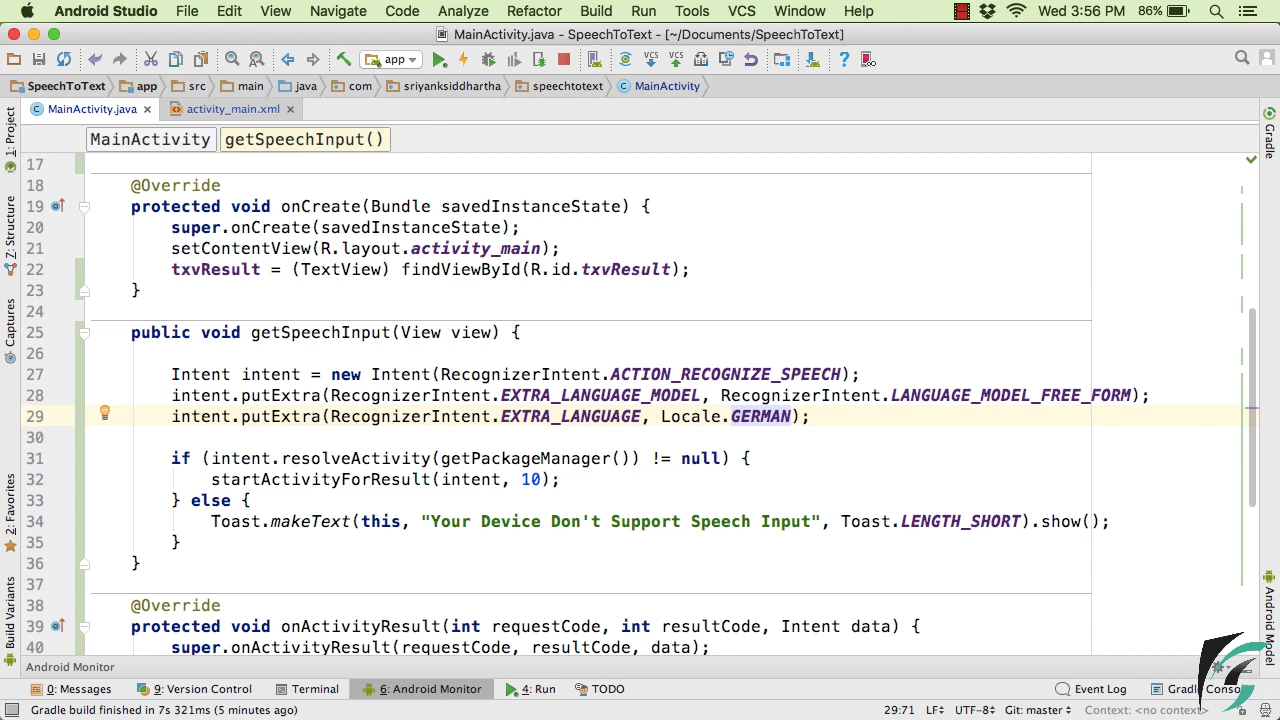 Android Studio File Edit View Navigate Code Analyze Refactor Build Run Tools VCS Window Help Wed 3:56 PM 86%
MainActivity.java - SpeechToText - [~/Documents/SpeechToText]
app VCS VCS ?
SpeechToText app src main java com sriyanksiddhartha speechtotext MainActivity
MainActivity.java activity_main.xml
MainActivity getSpeechInput()
17
18 @Override
19 protected void onCreate(Bundle savedInstanceState) {
20 super.onCreate(savedInstanceState);
21 setContentView(R.layout.activity_main);
22 txvResult = (TextView) findViewById(R.id.txvResult);
23 }
24
25 public void getSpeechInput(View view) {
26
27 Intent intent = new Intent(RecognizerIntent.ACTION_RECOGNIZE_SPEECH);
28 intent.putExtra(RecognizerIntent.EXTRA_LANGUAGE_MODEL, RecognizerIntent.LANGUAGE_MODEL_FREE_FORM);
29 intent.putExtra(RecognizerIntent.EXTRA_LANGUAGE, Locale.GERMAN);
30
31 if (intent.resolveActivity(getPackageManager()) != null) {
32 startActivityForResult(intent, 10);
33 } else {
34 Toast.makeText(this, "Your Device Don't Support Speech Input", Toast.LENGTH_SHORT).show();
35 }
36 }
37
38 @Override
39 protected void onActivityResult(int requestCode, int resultCode, Intent data) {
40 super.onActivityResult(requestCode, resultCode, data);
1: Project
Z: Structure
Captures
2: Favorites
Build Variants
Gradle
Android Model
Android Monitor
0: Messages 9: Version Control Terminal 6: Android Monitor 4: Run TODO Event Log Gradle Conso
Gradle build finished in 7s 321ms (5 minutes ago) 29:71 LF UTF-8 Git: master Context: <no context>